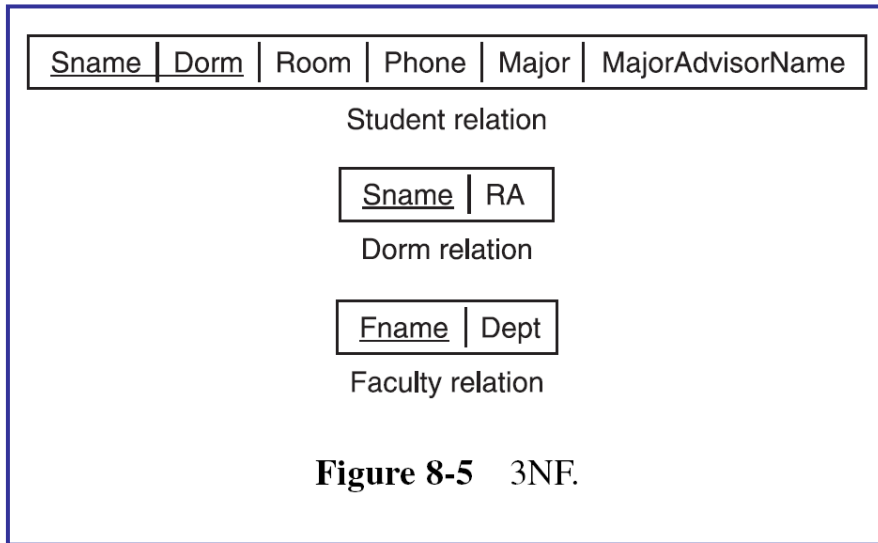 Sname Dorm Room Phone Major MajorAdvisorName
Student relation
Sname RA
Dorm relation
Fname Dept
Faculty relation
Figure 8-5 3NF.